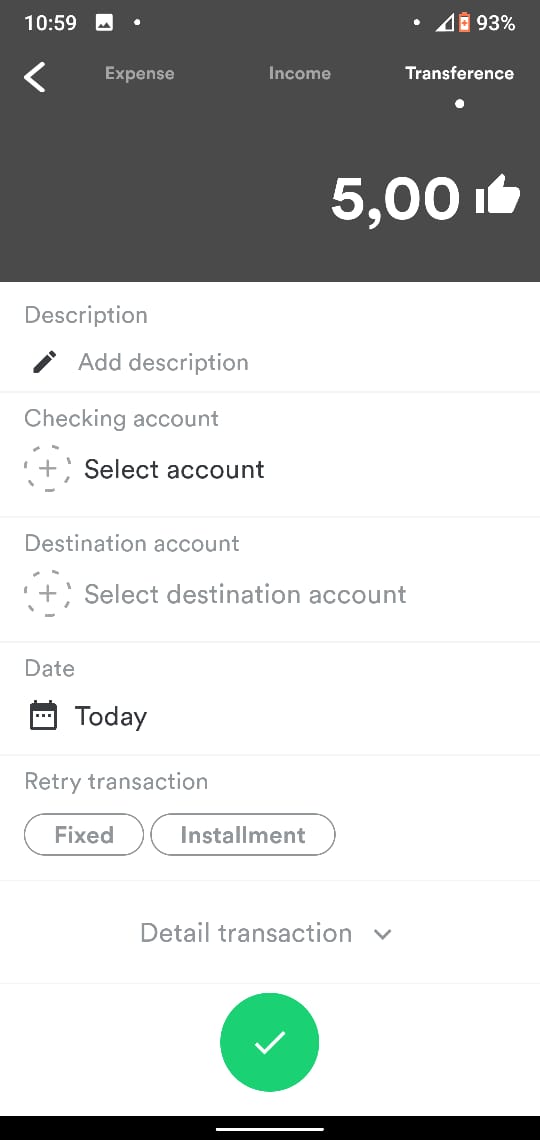 10:59 93%
Expense Income Transference
5,00
Description
Add description
Checking account
Select account
Destination account
Select destination account
Date
Today
Retry transaction
Fixed Installment
Detail transaction